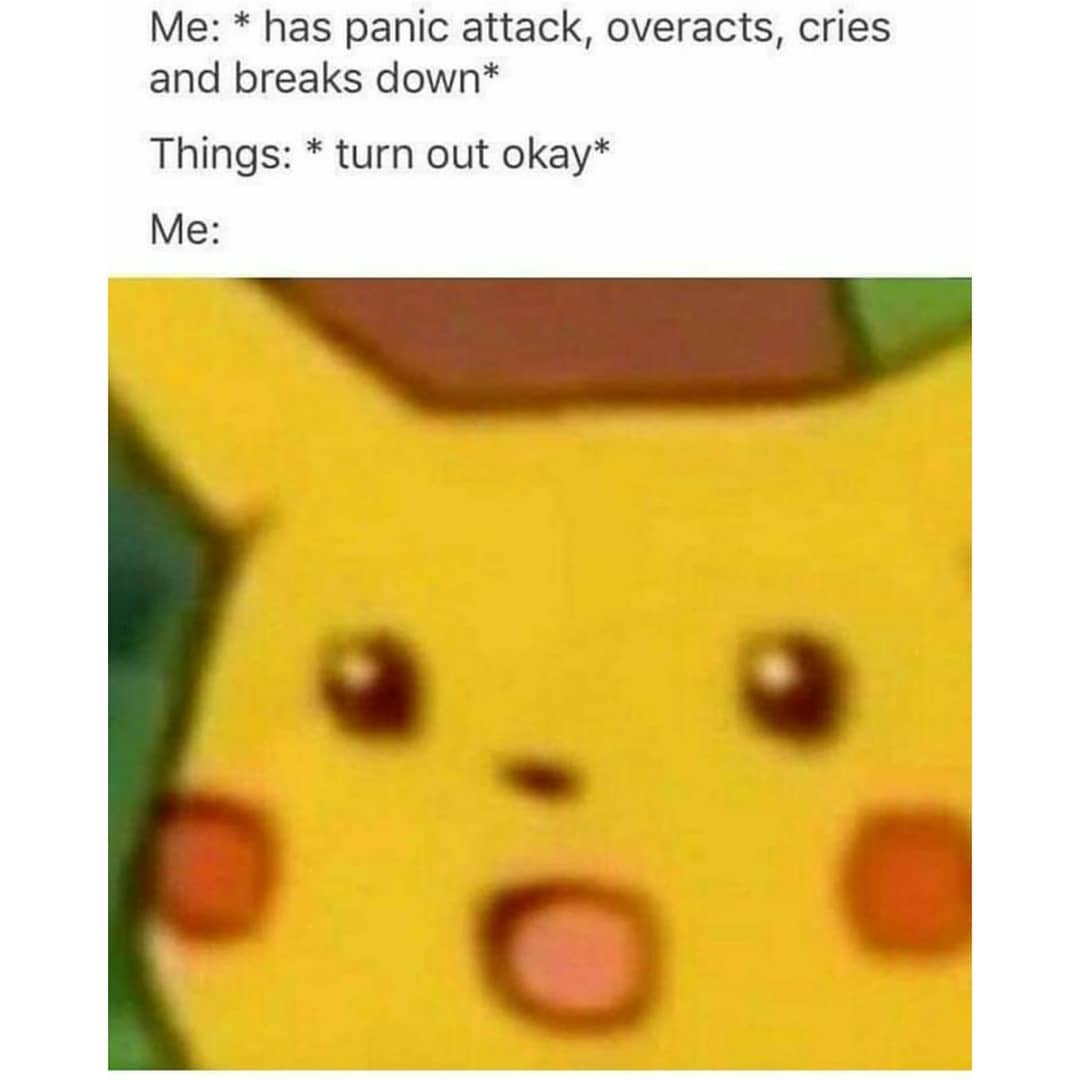 Me: * has panic attack, overacts, cries
and breaks down*
Things: * turn out okay*
Me: